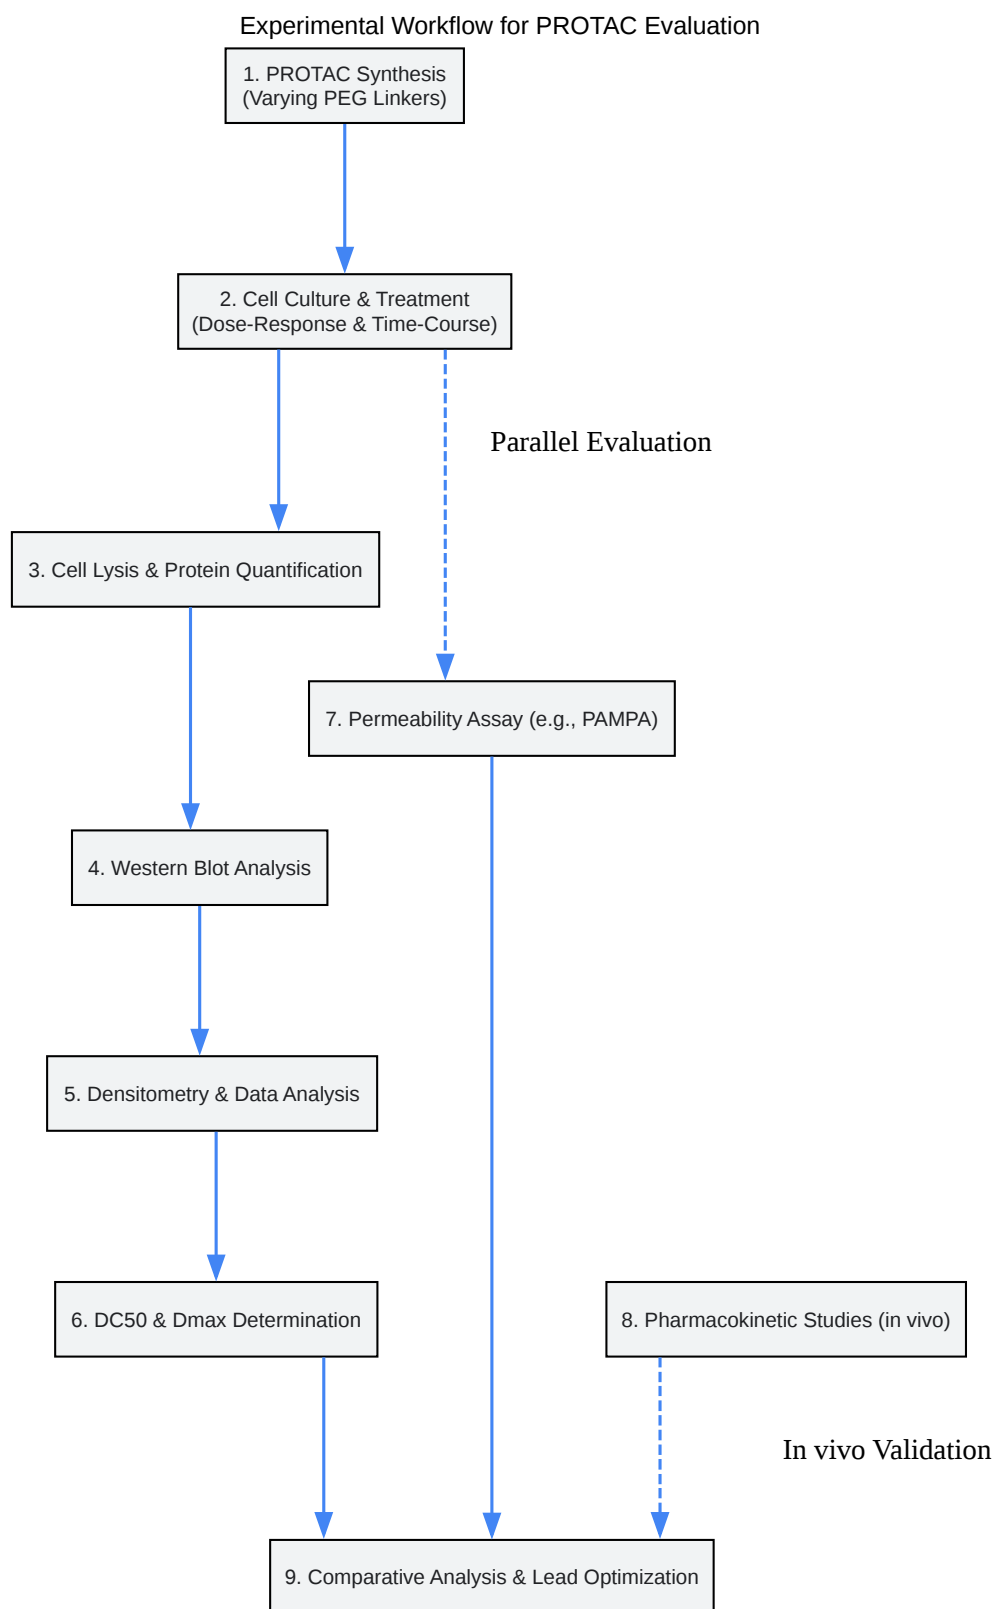 Experimental Workflow for PROTAC Evaluation
1. PROTAC Synthesis
(Varying PEG Linkers)
2. Cell Culture & Treatment
(Dose-Response & Time-Course)
Parallel Evaluation
3. Cell Lysis & Protein Quantification
7. Permeability Assay (e.g., PAMPA)
4. Western Blot Analysis
5. Densitometry & Data Analysis
6. DC50 & Dmax Determination
8. Pharmacokinetic Studies (in vivo)
In vivo Validation
9. Comparative Analysis & Lead Optimization